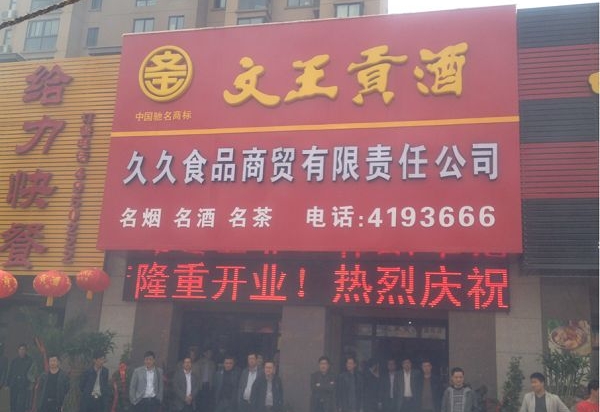 给力快餐
文王贡酒
中国驰名商标
久久食品商贸有限责任公司
名烟 名酒 名茶 电话:4193666
隆重开业！热烈庆祝